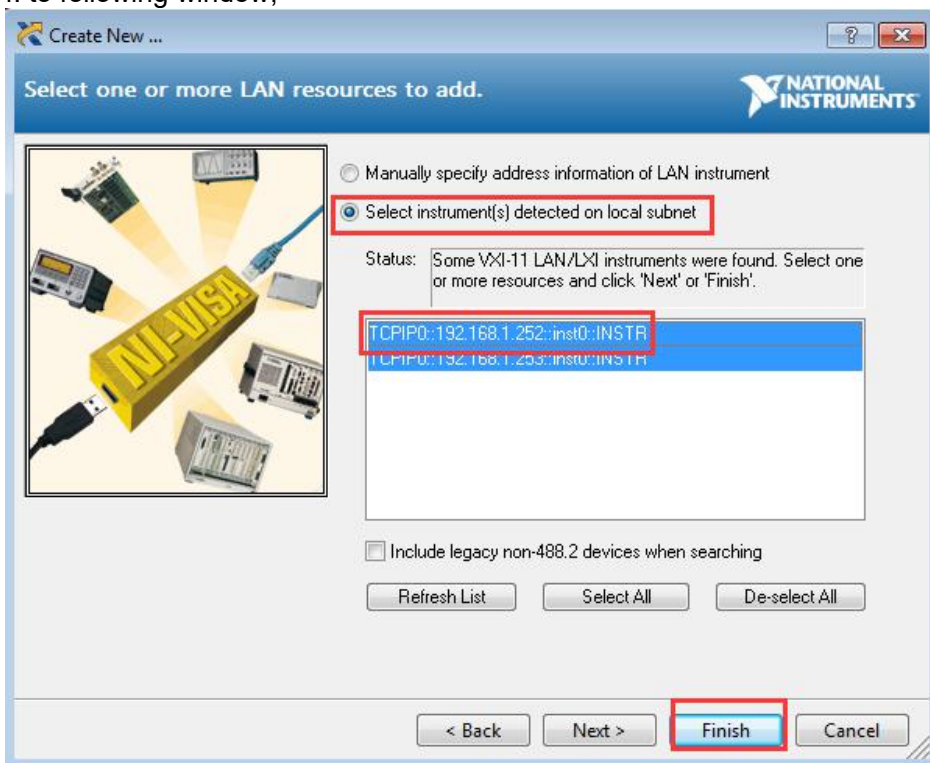 to following window;
Create New ...
Select one or more LAN resources to add.
NATIONAL
INSTRUMENTS
Manually specify address information of LAN instrument
Select instrument(s) detected on local subnet
Status: Some VXI-11 LAN/LXI instruments were found. Select one
or more resources and click 'Next' or 'Finish'.
TCPIP0::192.168.1.252::inst0::INSTR
TCPIP0::192.168.1.253::inst0::INSTR
NI-VISA
Include legacy non-488.2 devices when searching
Refresh List Select All De-select All
< Back Next > Finish Cancel